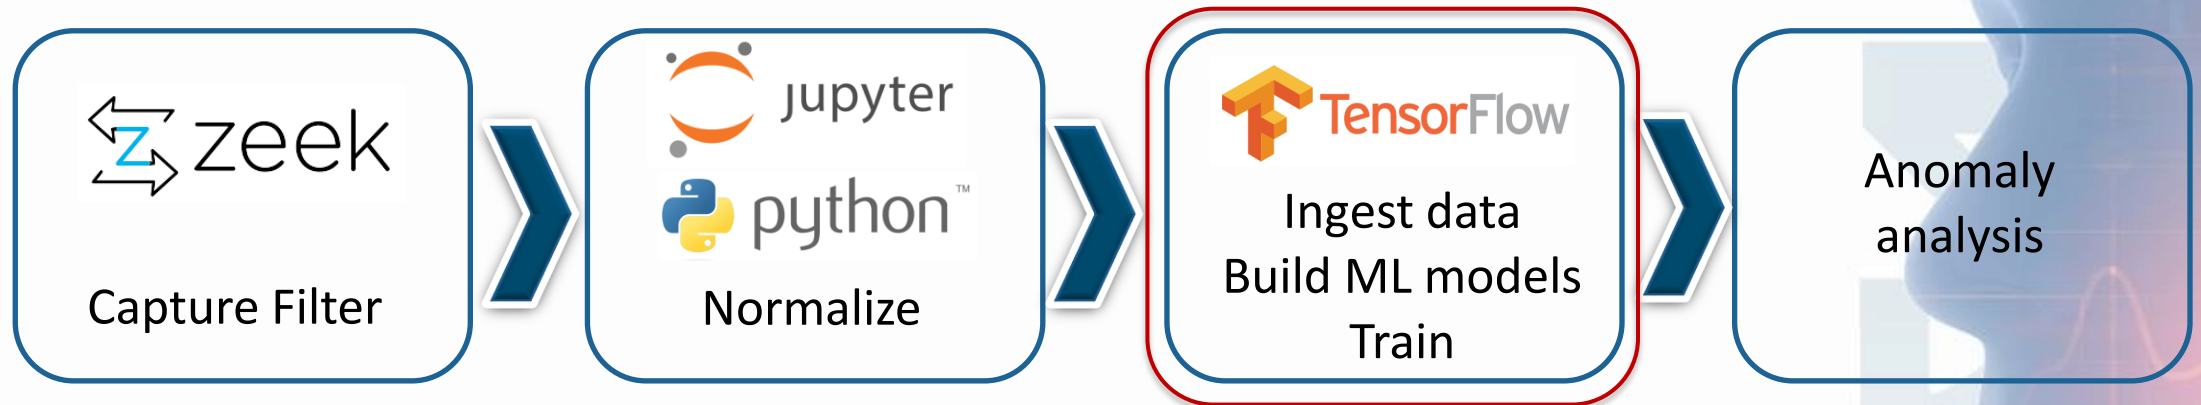 zeek
Capture Filter
jupyter
python™
Normalize
TensorFlow
Ingest data
Build ML models
Train
Anomaly
analysis